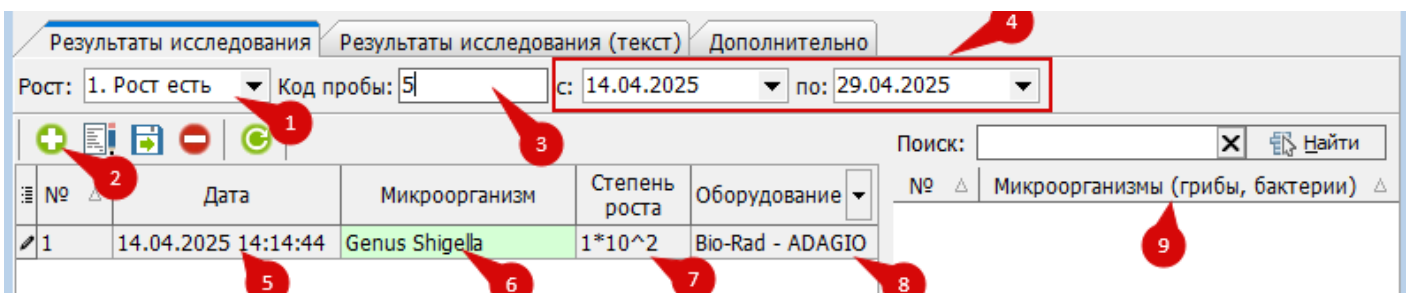 Результаты исследования Результаты исследования (текст) Дополнительно 4
Рост: 1. Рост есть Код пробы: 5 с: 14.04.2025 по: 29.04.2025
1 3
2 Поиск: X Найти
№ Дата Микроорганизм Степень роста Оборудование № Микроорганизмы (грибы, бактерии)
1 14.04.2025 14:14:44 Genus Shigella 1*10^2 Bio-Rad - ADAGIO 9
5 6 7 8